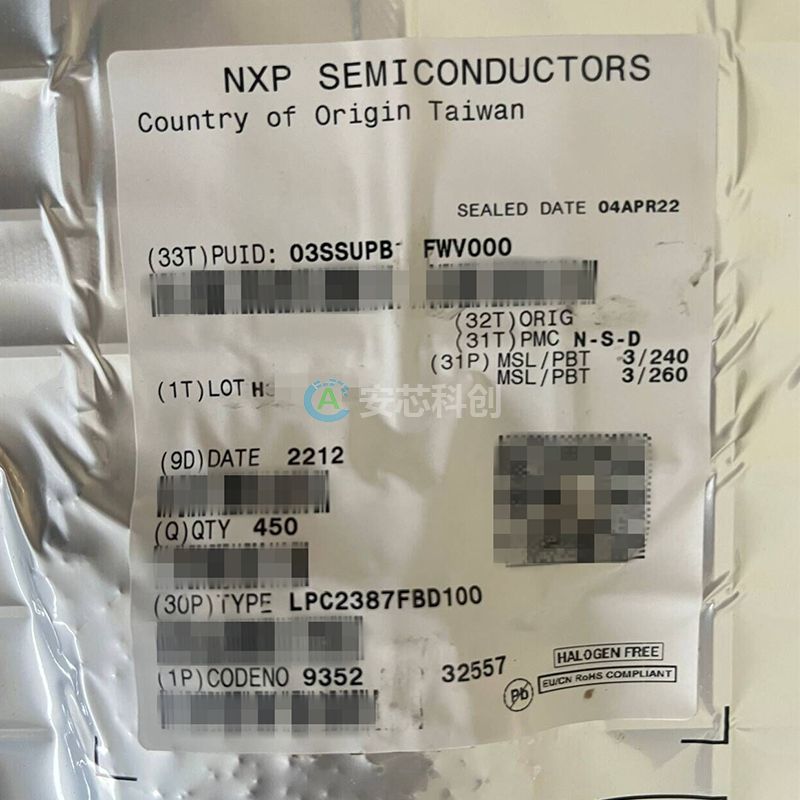 NXP SEMICONDUCTORS
Country of Origin Taiwan
SEALED DATE 04APR22
(33T)PUID: 03SSUPB FWV000
(32T)ORIG
(31T)PMC N-S-D
(31P) MSL/PBT 3/240
MSL/PBT 3/260
(1T)LOT H
安芯科创
(9D)DATE 2212
(Q)QTY 450
(30P)TYPE LPC2387FBD100
(1P)CODENO 9352 32557
HALOGEN FREE
Pb
EU/CN RoHS COMPLIANT